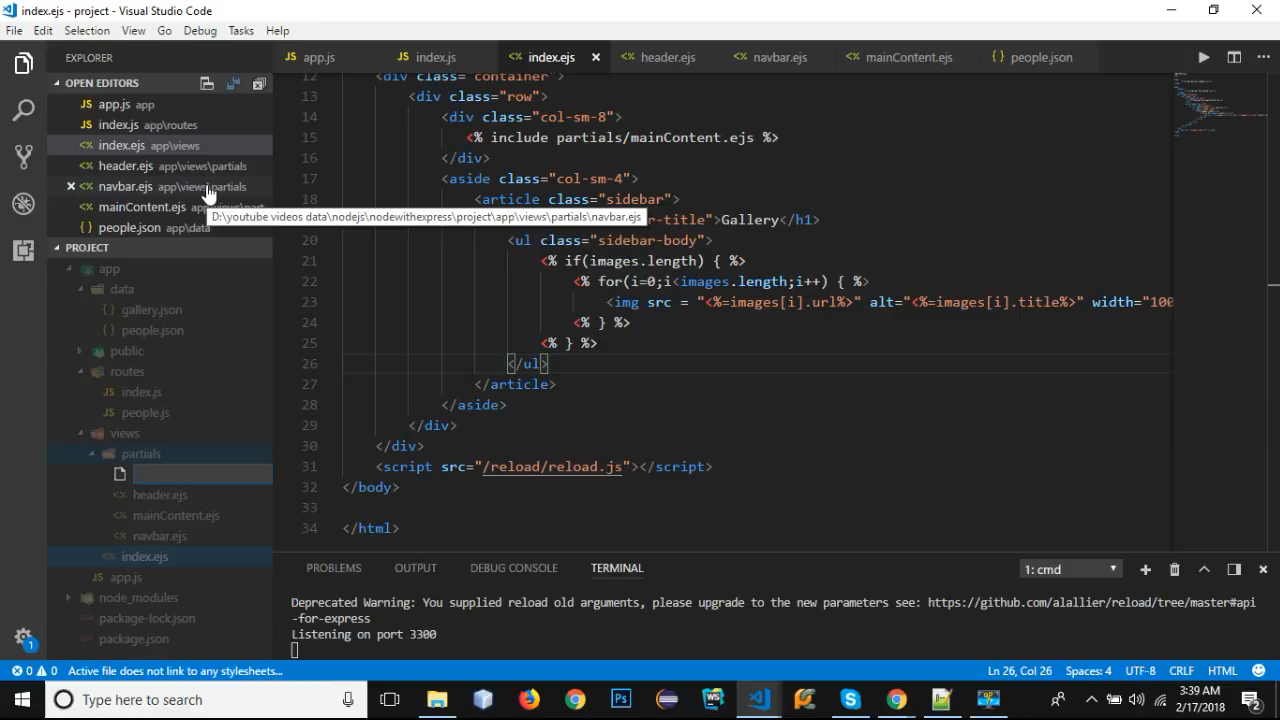 index.ejs - project - Visual Studio Code
File Edit Selection View Go Debug Tasks Help
EXPLORER
OPEN EDITORS
app.js app
index.js app\routes
index.ejs app\views
header.ejs app\views\partials
navbar.ejs app\views\partials
mainContent.ejs app\views\part...
people.json app\data
PROJECT
app
data
gallery.json
people.json
public
routes
index.js
people.js
views
partials
header.ejs
mainContent.ejs
navbar.ejs
index.ejs
app.js
node_modules
package-lock.json
package.json
app.js index.js index.ejs header.ejs navbar.ejs mainContent.ejs people.json
12 <div class="container">
13 <div class="row">
14 <div class="col-sm-8">
15 <% include partials/mainContent.ejs %>
16 </div>
17 <aside class="col-sm-4">
18 <article class="sidebar">
D:\youtube videos data\nodejs\nodewithexpress\project\app\views\partials\navbar.ejs
r-title">Gallery</h1>
20 <ul class="sidebar-body">
21 <% if(images.length) { %>
22 <% for(i=0;i<images.length;i++) { %>
23 <img src = "<%=images[i].url%>" alt="<%=images[i].title%>" width="100
24 <% } %>
25 <% } %>
26 </ul>
27 </article>
28 </aside>
29 </div>
30 </div>
31 <script src="/reload/reload.js"></script>
32 </body>
33
34 </html>
PROBLEMS OUTPUT DEBUG CONSOLE TERMINAL 1: cmd
Deprecated Warning: You supplied reload old arguments, please upgrade to the new parameters see: https://github.com/alallier/reload/tree/master#api
-for-express
Listening on port 3300
0 0 Active file does not link to any stylesheets... Ln 26, Col 26 Spaces: 4 UTF-8 CRLF HTML
1
Type here to search
Ps
WS
3:39 AM
2/17/2018
2